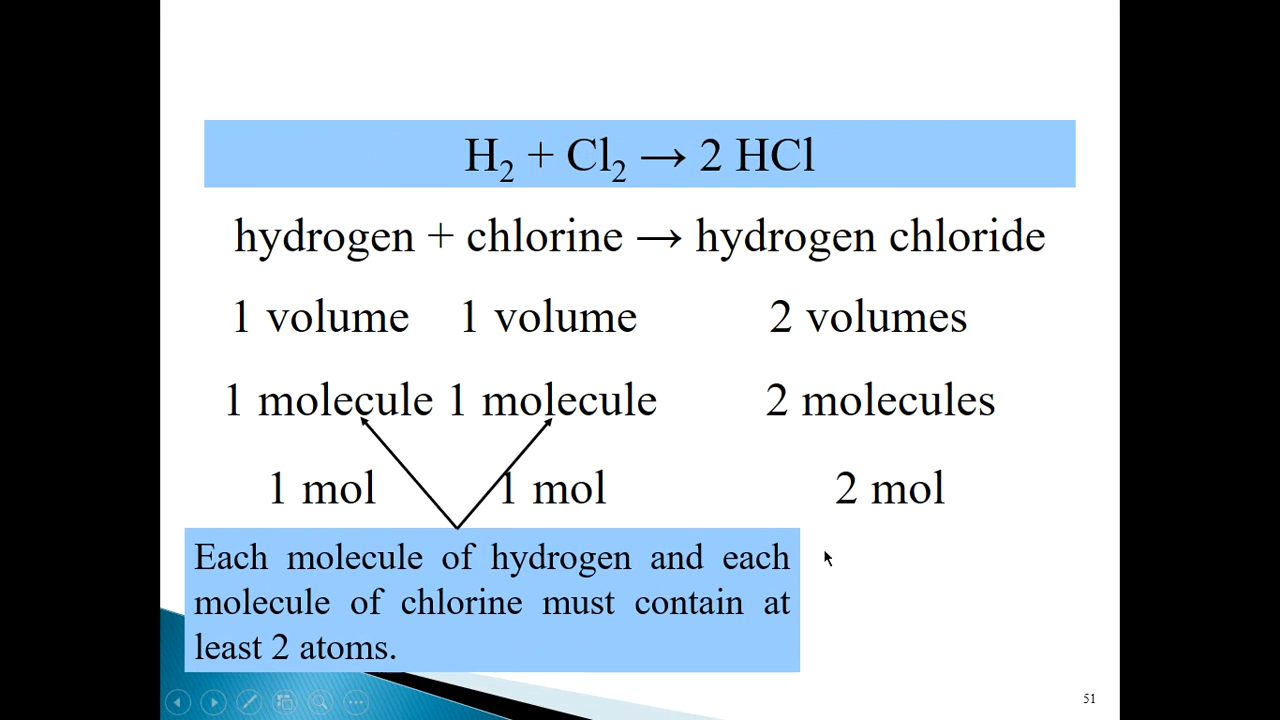 H₂ + Cl₂ → 2 HCl
hydrogen + chlorine → hydrogen chloride
1 volume 1 volume 2 volumes
1 molecule 1 molecule 2 molecules
1 mol 1 mol 2 mol
Each molecule of hydrogen and each
molecule of chlorine must contain at
least 2 atoms.
51